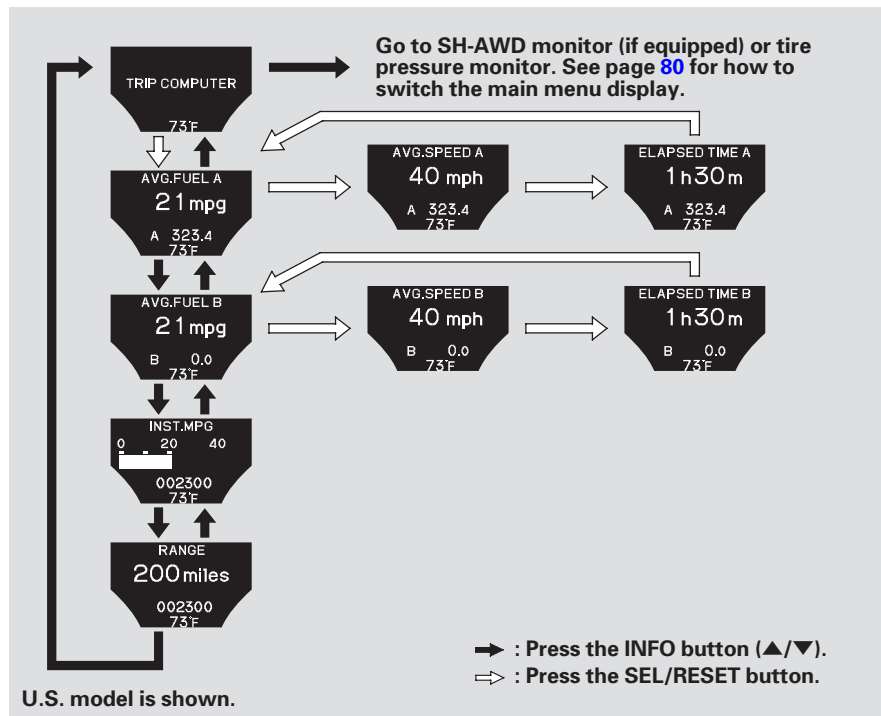 Go to SH-AWD monitor (if equipped) or tire
pressure monitor. See page 80 for how to
switch the main menu display.
TRIP COMPUTER
73°F
AVG.FUEL A
21 mpg
A 323.4
73°F
AVG.SPEED A
40 mph
A 323.4
73°F
ELAPSED TIME A
1h30m
A 323.4
73°F
AVG.FUEL B
21 mpg
B 0.0
73°F
AVG.SPEED B
40 mph
B 0.0
73°F
ELAPSED TIME B
1h30m
B 0.0
73°F
INST.MPG
0 20 40
002300
73°F
RANGE
200 miles
002300
73°F
: Press the INFO button (▲/▼).
: Press the SEL/RESET button.
U.S. model is shown.